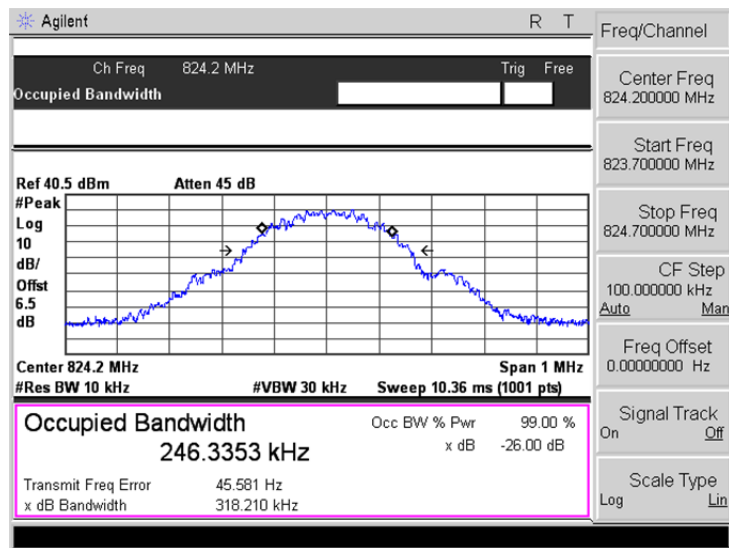 Agilent R T
Ch Freq 824.2 MHz Trig Free
Occupied Bandwidth
Ref 40.5 dBm Atten 45 dB
#Peak
Log
10
dB/
Offst
6.5
dB
Center 824.2 MHz Span 1 MHz
#Res BW 10 kHz #VBW 30 kHz Sweep 10.36 ms (1001 pts)
Occupied Bandwidth Occ BW % Pwr 99.00 %
246.3353 kHz x dB -26.00 dB
Transmit Freq Error 45.581 Hz
x dB Bandwidth 318.210 kHz
Freq/Channel
Center Freq
824.200000 MHz
Start Freq
823.700000 MHz
Stop Freq
824.700000 MHz
CF Step
100.000000 kHz
Auto Man
Freq Offset
0.00000000 Hz
Signal Track
On Off
Scale Type
Log Lin